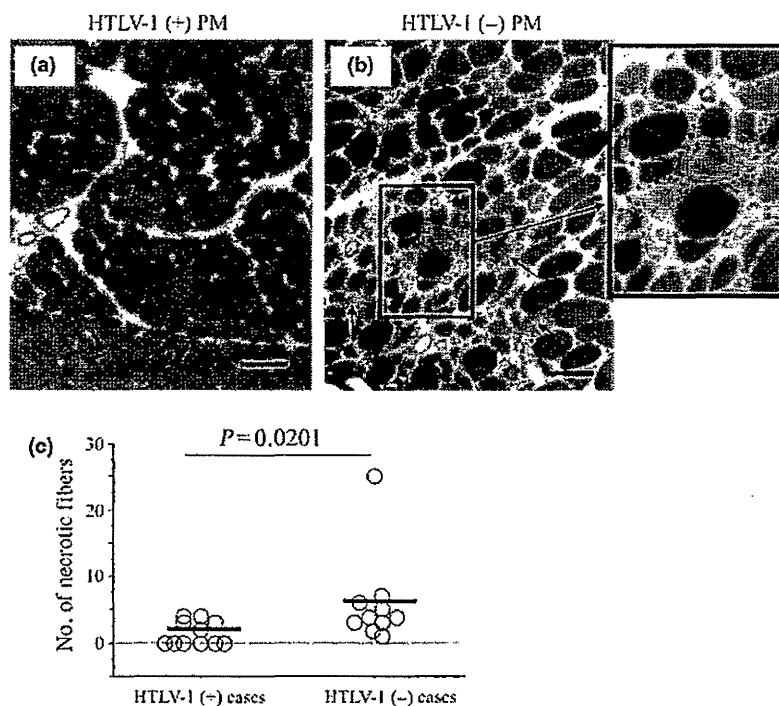 HTLV-1 (+) PM
HTLV-1 (−) PM
(a)
(b)
(c)
P=0.0201
No. of necrotic fibers
30
20
10
0
HTLV-1 (+) cases
HTLV-1 (−) cases